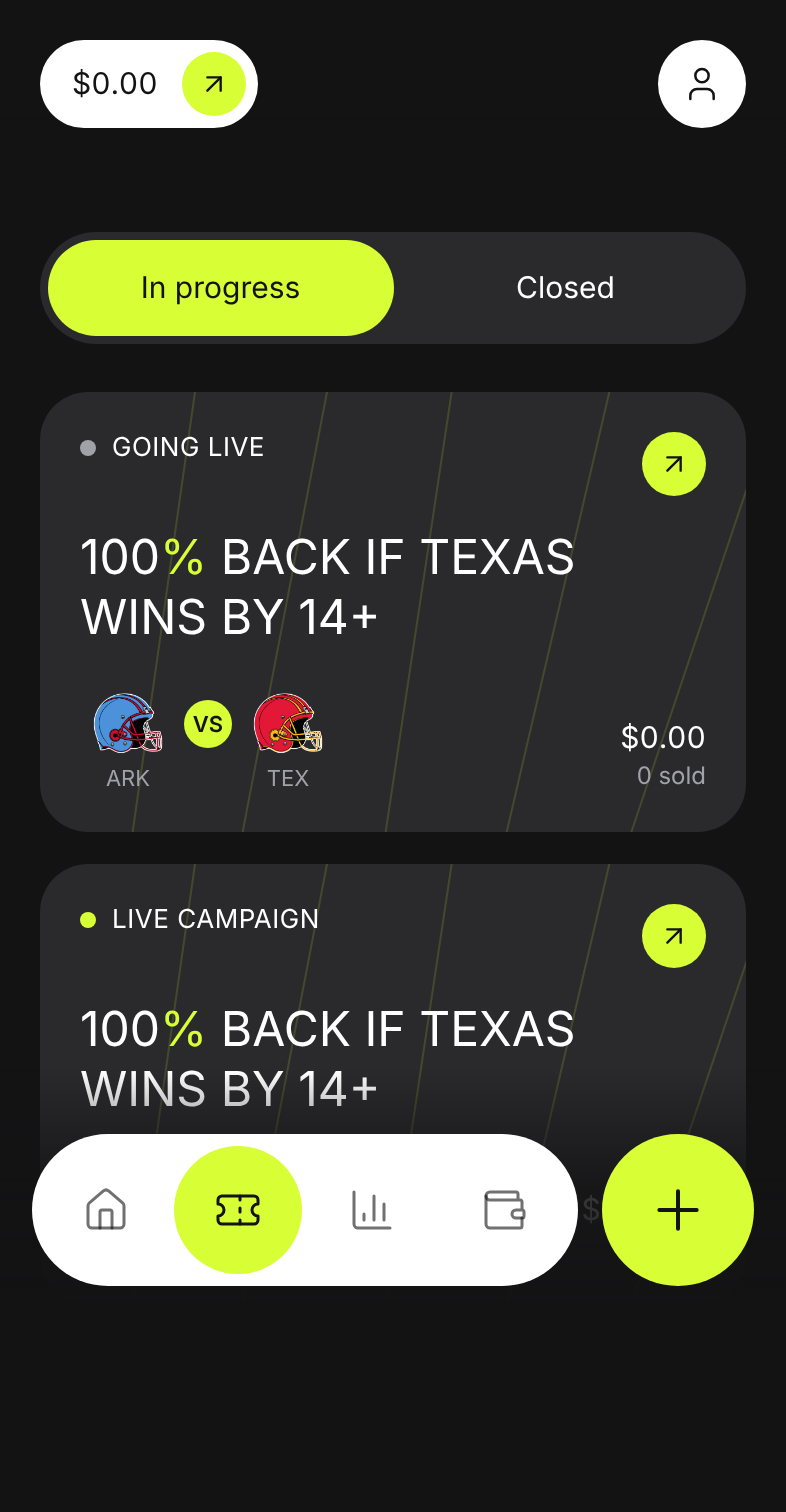 $0.00
In progress
Closed
GOING LIVE
100% BACK IF TEXAS
WINS BY 14+
VS
ARK
TEX
$0.00
0 sold
LIVE CAMPAIGN
100% BACK IF TEXAS
WINS BY 14+
$